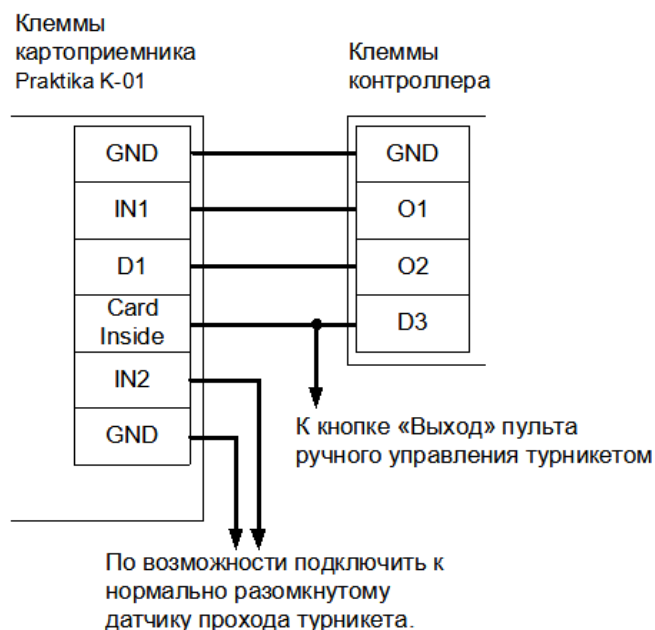 Клеммы
картоприемника
Praktika K-01
Клеммы
контроллера
GND
IN1
D1
Card
Inside
IN2
GND
GND
O1
O2
D3
К кнопке «Выход» пульта
ручного управления турникетом
По возможности подключить к
нормально разомкнутому
датчику прохода турникета.